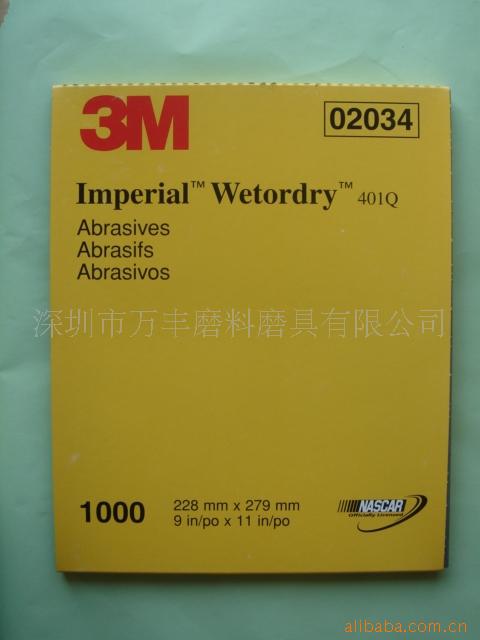 3M
02034
Imperial™ Wetordry™ 401Q
Abrasives
Abrasifs
Abrasivos
深圳市万丰磨料磨具有限公司
1000
228 mm x 279 mm
9 in/po x 11 in/po
NASCAR
Officially Licensed
alibaba.com.cn